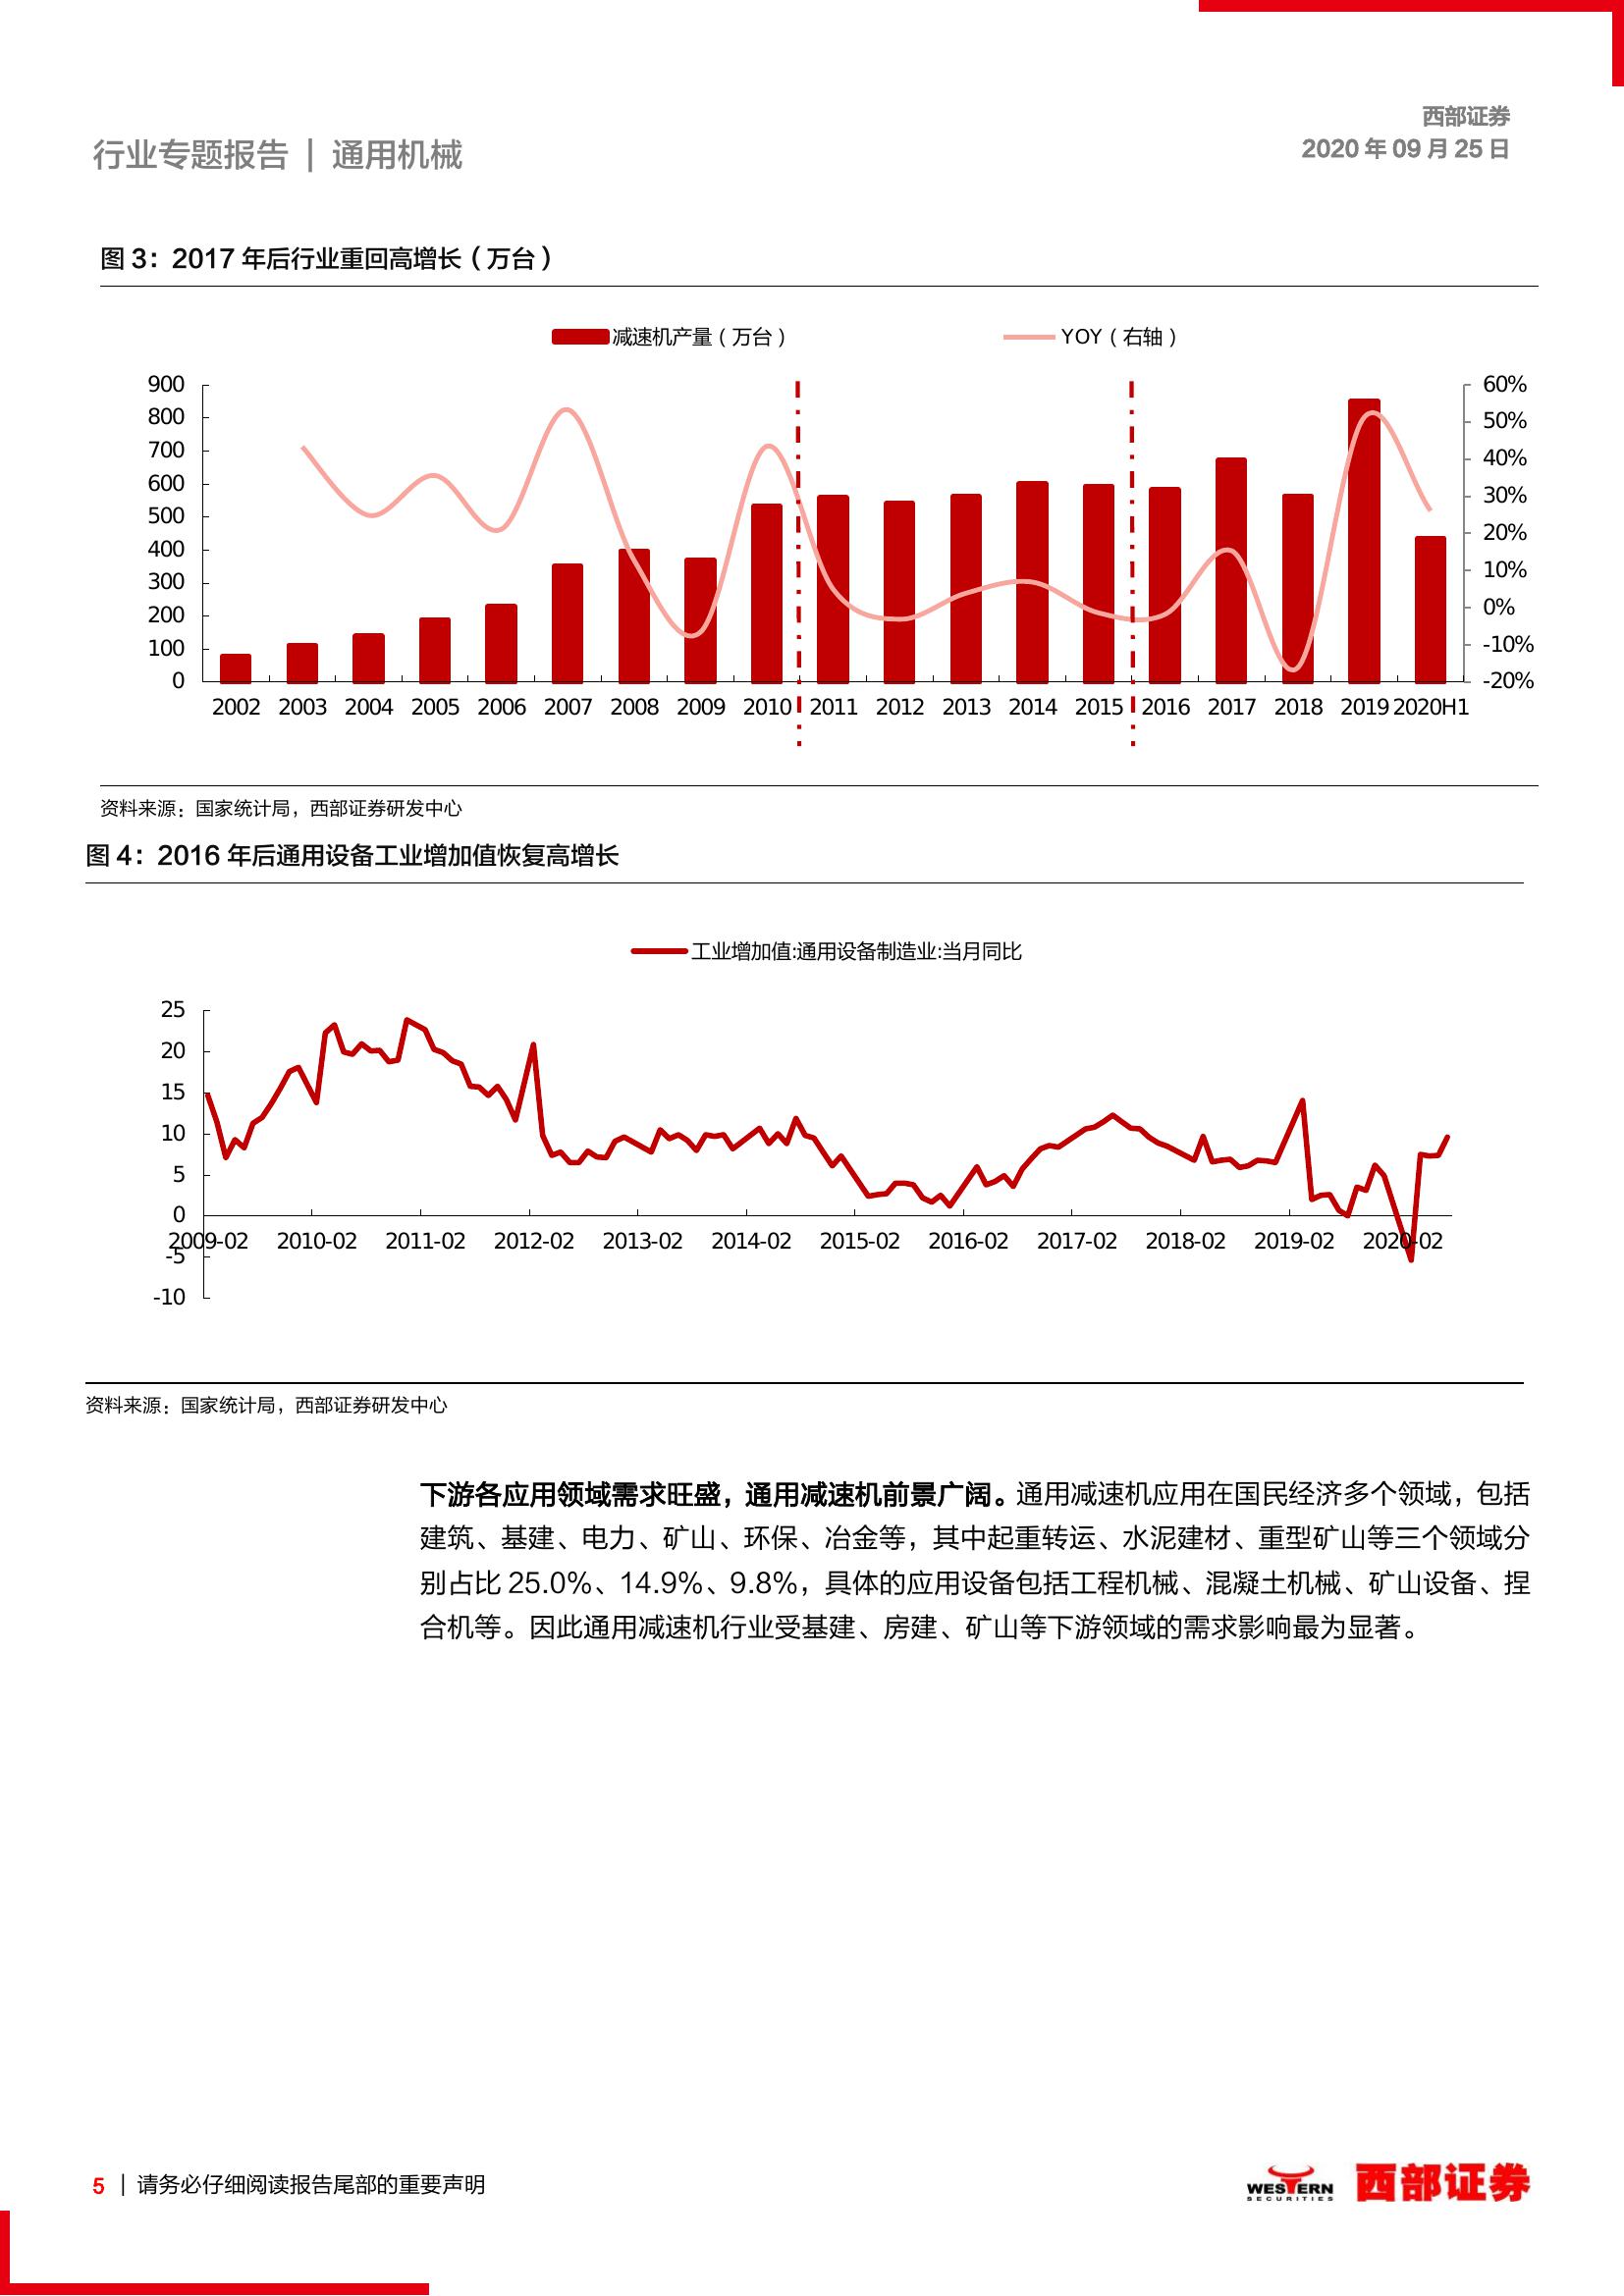 西部证券
2020 年 09 月 25 日
行业专题报告 | 通用机械
图 3：2017 年后行业重回高增长（万台）
减速机产量（万台）
YOY（右轴）
900
800
700
600
500
400
300
200
100
0
60%
50%
40%
30%
20%
10%
0%
-10%
-20%
2002 2003 2004 2005 2006 2007 2008 2009 2010 2011 2012 2013 2014 2015 2016 2017 2018 2019 2020H1
资料来源：国家统计局，西部证券研发中心
图 4：2016 年后通用设备工业增加值恢复高增长
工业增加值:通用设备制造业:当月同比
25
20
15
10
5
0
-5
-10
2009-02 2010-02 2011-02 2012-02 2013-02 2014-02 2015-02 2016-02 2017-02 2018-02 2019-02 2020-02
资料来源：国家统计局，西部证券研发中心
下游各应用领域需求旺盛，通用减速机前景广阔。通用减速机应用在国民经济多个领域，包括
建筑、基建、电力、矿山、环保、冶金等，其中起重转运、水泥建材、重型矿山等三个领域分
别占比 25.0%、14.9%、9.8%，具体的应用设备包括工程机械、混凝土机械、矿山设备、捏
合机等。因此通用减速机行业受基建、房建、矿山等下游领域的需求影响最为显著。
5 | 请务必仔细阅读报告尾部的重要声明
WESTERN
SECURITIES
西部证券